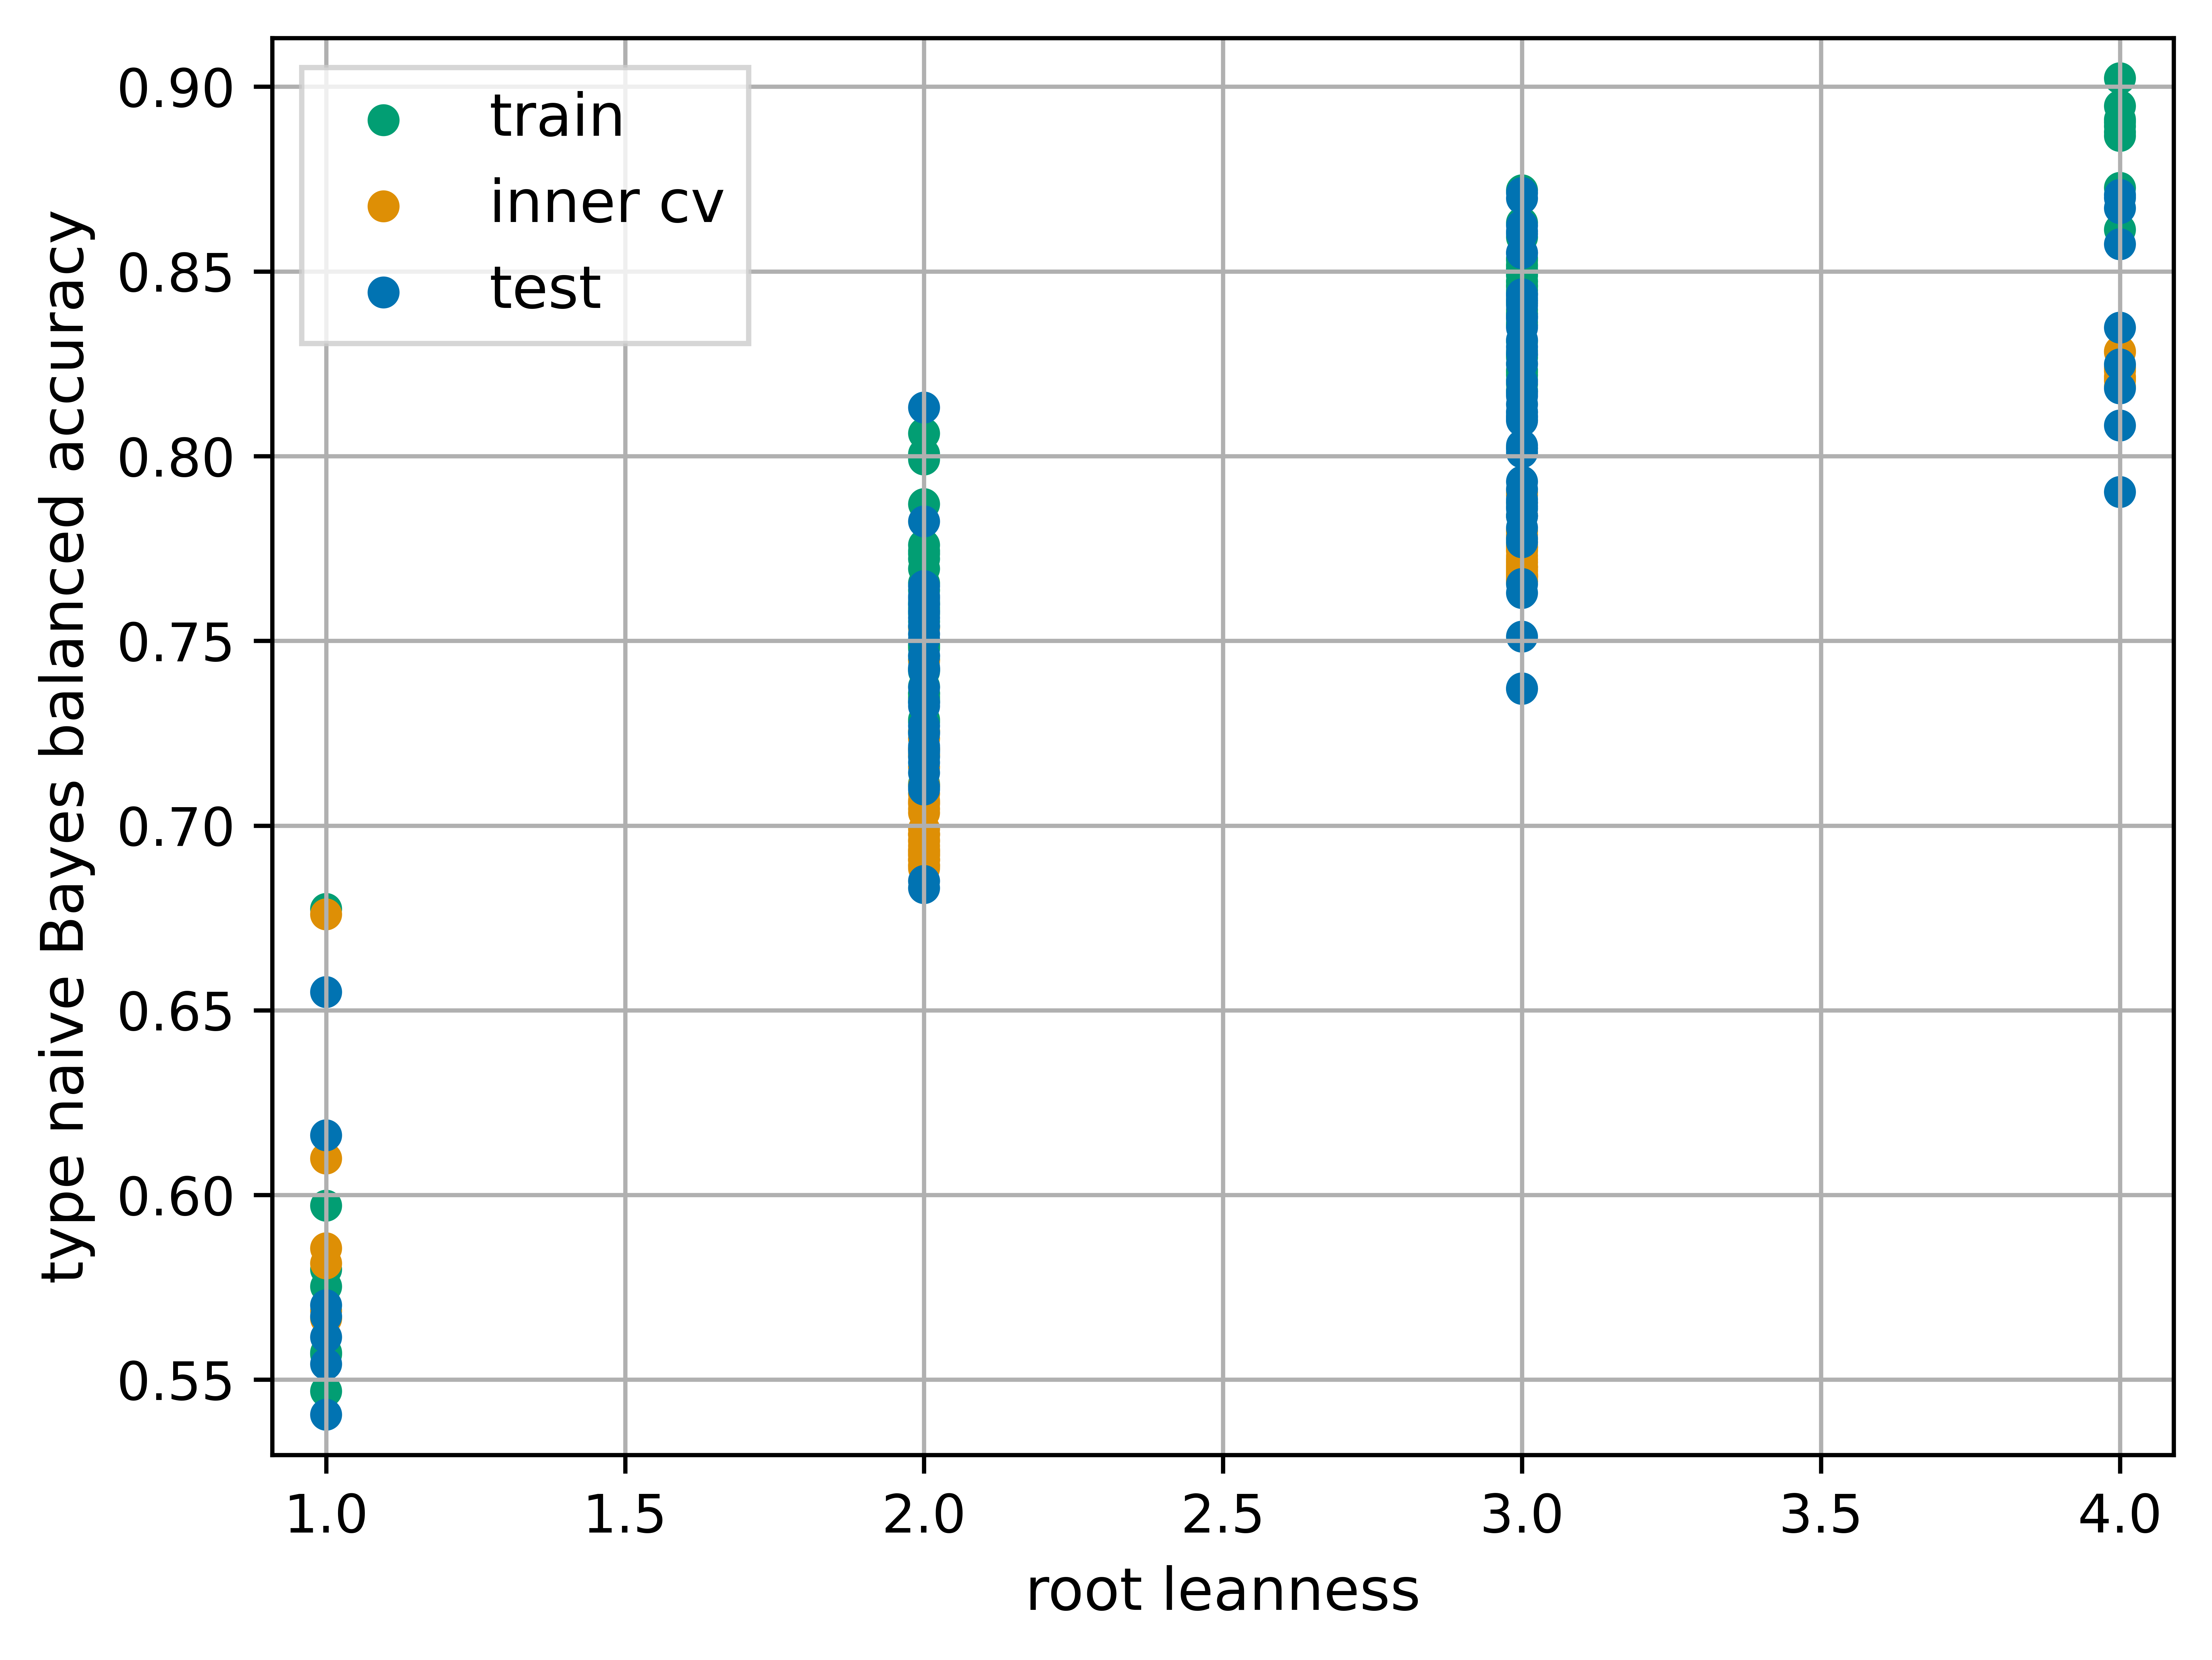 train
inner cv
test
0.90
0.85
0.80
0.75
0.70
0.65
0.60
0.55
type naive Bayes balanced accuracy
1.0 1.5 2.0 2.5 3.0 3.5 4.0
root leanness